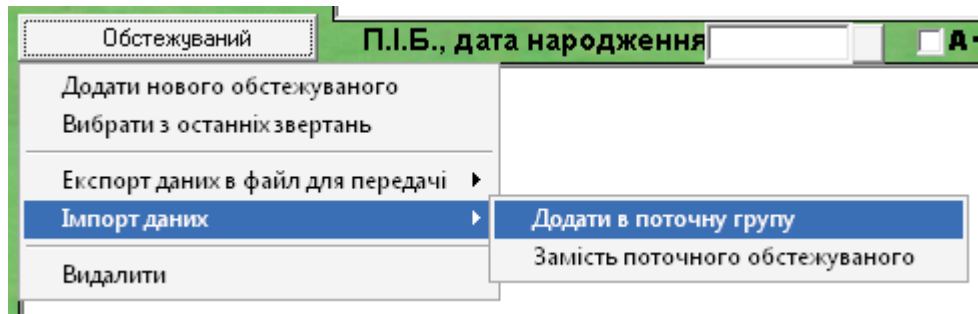 Обстежуваний
П.І.Б., дата народження
А
Додати нового обстежуваного
Вибрати з останніх звертань
Експорт даних в файл для передачі
Імпорт даних
Додати в поточну групу
Замість поточного обстежуваного
Видалити